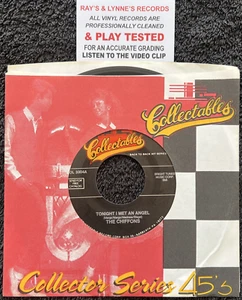 RAY'S & LYNNE'S RECORDS
ALL VINYL RECORDS ARE
PROFESSIONALLY CLEANED
& PLAY TESTED
FOR AN ACCURATE GRADING
LISTEN TO THE VIDEO CLIP
Collectables
Collectables
TONIGHT I MET AN ANGEL
THE CHIFFONS
Collector Series 45's